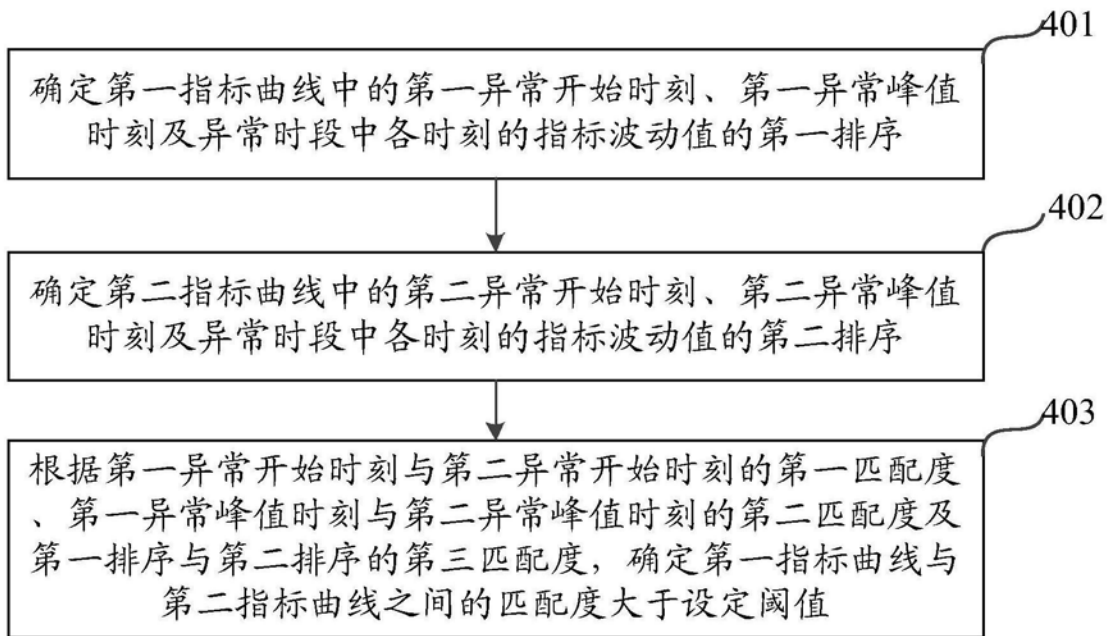 401
确定第一指标曲线中的第一异常开始时刻、第一异常峰值
时刻及异常时段中各时刻的指标波动值的第一排序
402
确定第二指标曲线中的第二异常开始时刻、第二异常峰值
时刻及异常时段中各时刻的指标波动值的第二排序
403
根据第一异常开始时刻与第二异常开始时刻的第一匹配度
、第一异常峰值时刻与第二异常峰值时刻的第二匹配度及
第一排序与第二排序的第三匹配度，确定第一指标曲线与
第二指标曲线之间的匹配度大于设定阈值